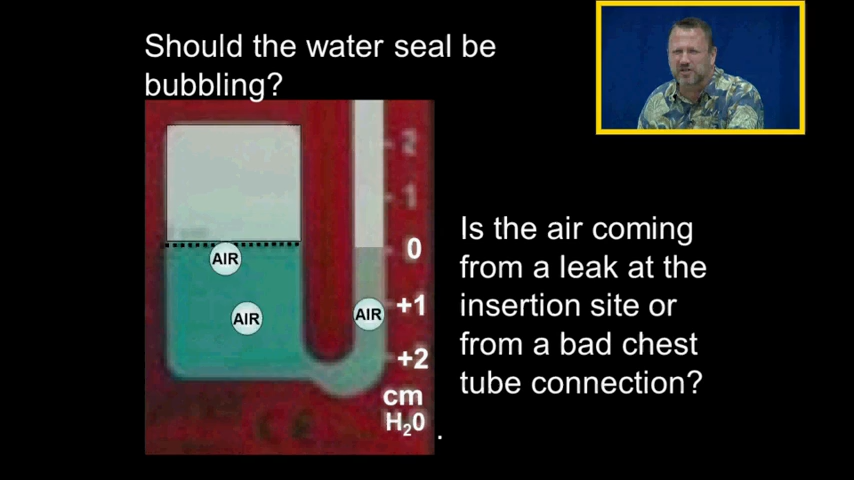 Should the water seal be
bubbling?
2
1
0
+1
+2
cm
H₂0
AIR
AIR
AIR
Is the air coming
from a leak at the
insertion site or
from a bad chest
tube connection?
.